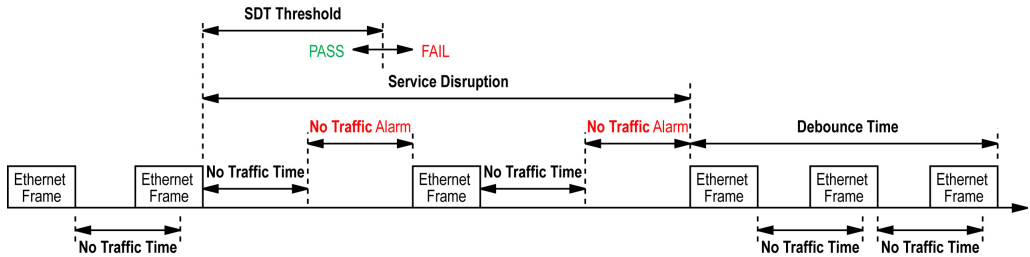 SDT Threshold
PASS FAIL
Service Disruption
No Traffic Alarm No Traffic Alarm Debounce Time
Ethernet Frame
Ethernet Frame
No Traffic Time
Ethernet Frame
No Traffic Time
Ethernet Frame
Ethernet Frame
Ethernet Frame
No Traffic Time No Traffic Time No Traffic Time